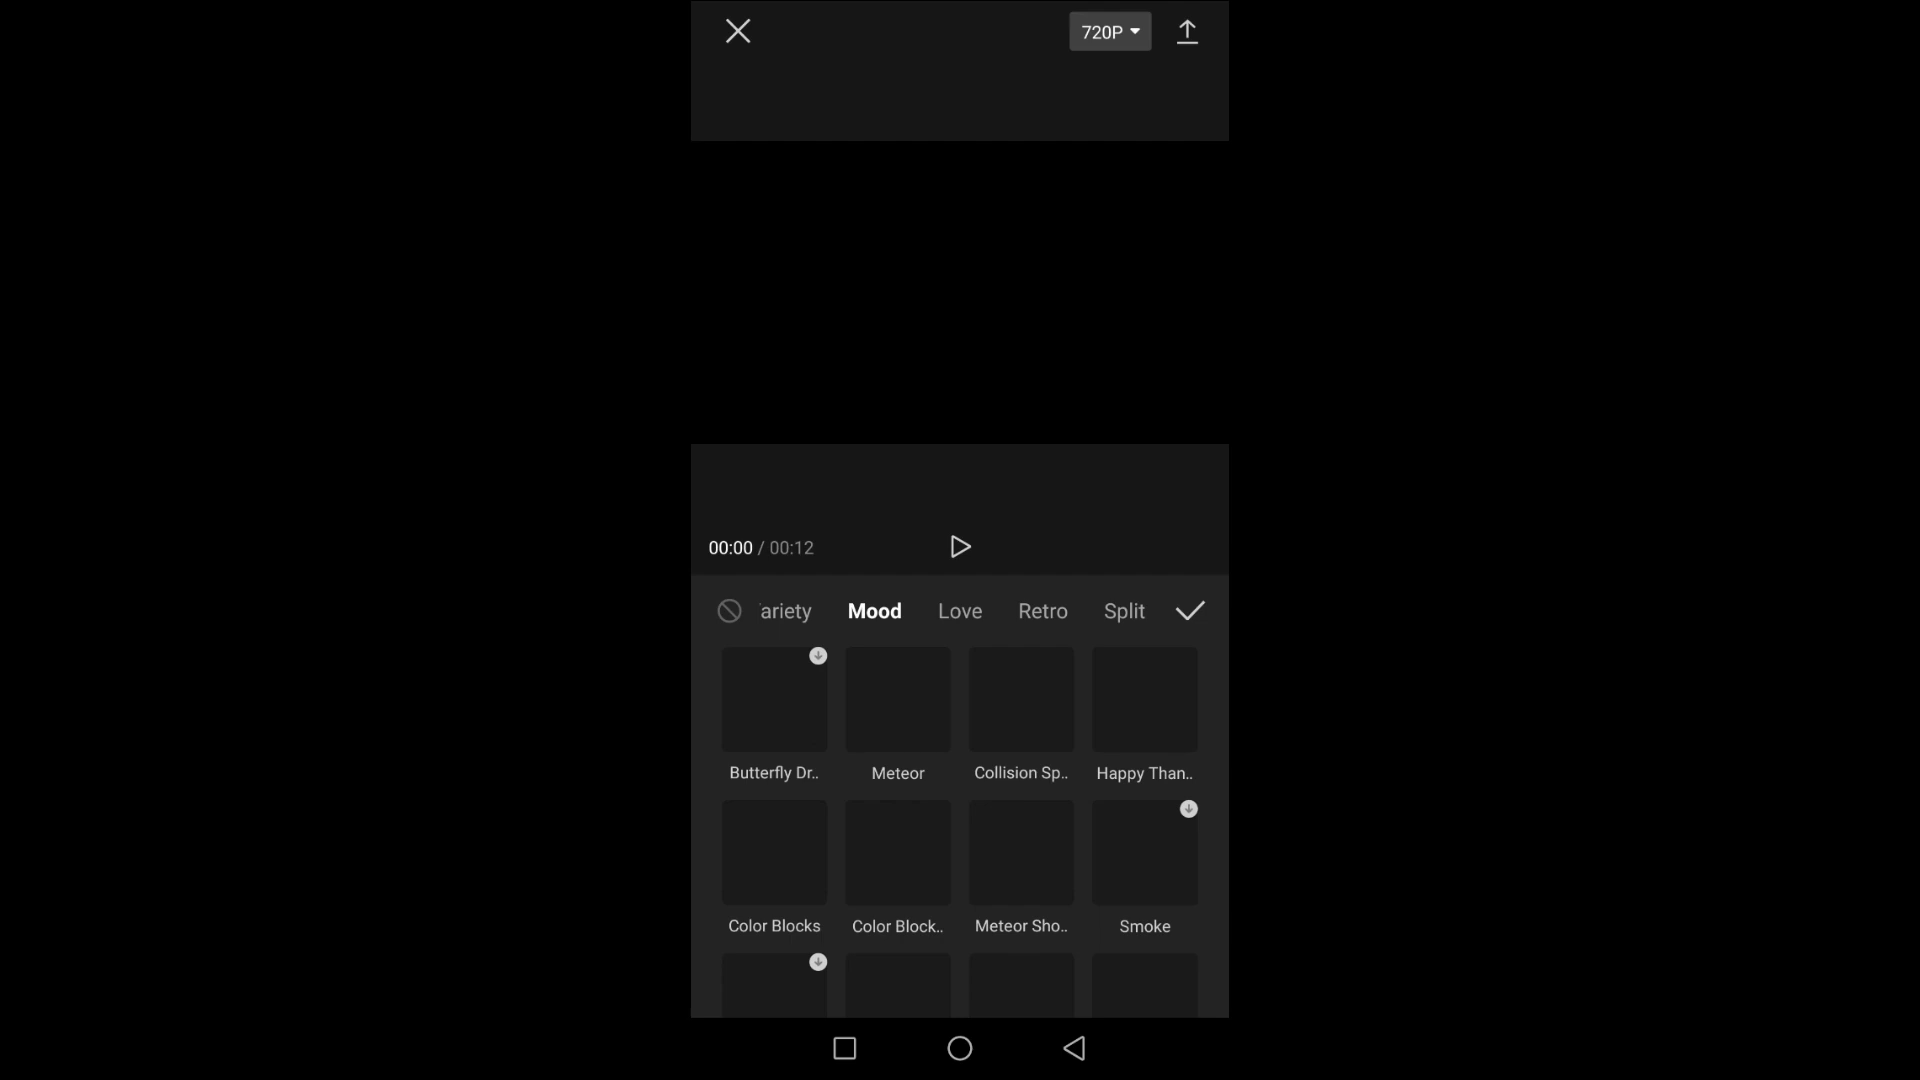 720P
00:00 / 00:12
ariety Mood Love Retro Split
Butterfly Dr.. Meteor Collision Sp.. Happy Than..
Color Blocks Color Block.. Meteor Sho.. Smoke